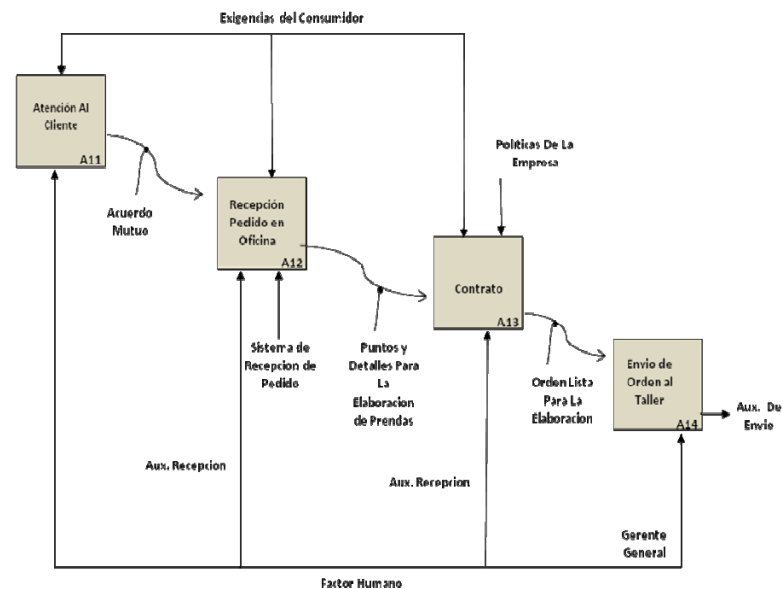 Exigencias del Consumidor
Atención Al
Cliente
A11
Acuerdo
Mutuo
Recepción
Pedido en
Oficina
A12
Políticas De La
Empresa
Contrato
A13
Sistema de
Recepcion de
Pedido
Puntos y
Detalles Para
La
Elaboracion
de Prendas
Orden Lista
Para La
Elaboración
Envio de
Orden al
Taller
A14
Aux. De
Envio
Aux. Recepcion
Aux. Recepcion
Gerente
General
Factor Humano